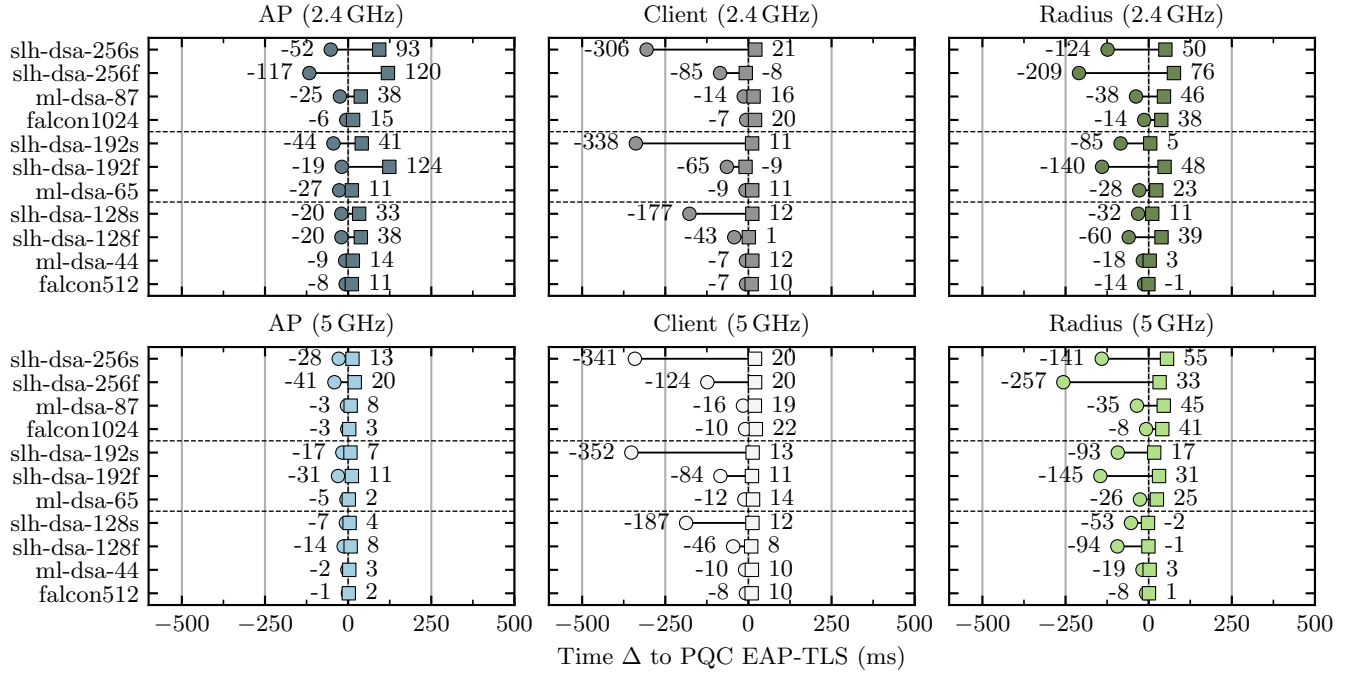 AP (2.4 GHz) Client (2.4 GHz) Radius (2.4 GHz)
slh-dsa-256s -52 93 -306 21 -124 50
slh-dsa-256f -117 120 -85 -8 -209 76
ml-dsa-87 -25 38 -14 16 -38 46
falcon1024 -6 15 -7 20 -14 38
slh-dsa-192s -44 41 -338 11 -85 5
slh-dsa-192f -19 124 -65 -9 -140 48
ml-dsa-65 -27 11 -9 11 -28 23
slh-dsa-128s -20 33 -177 12 -32 11
slh-dsa-128f -20 38 -43 1 -60 39
ml-dsa-44 -9 14 -7 12 -18 3
falcon512 -8 11 -7 10 -14 -1
AP (5 GHz) Client (5 GHz) Radius (5 GHz)
slh-dsa-256s -28 13 -341 20 -141 55
slh-dsa-256f -41 20 -124 20 -257 33
ml-dsa-87 -3 8 -16 19 -35 45
falcon1024 -3 3 -10 22 -8 41
slh-dsa-192s -17 7 -352 13 -93 17
slh-dsa-192f -31 11 -84 11 -145 31
ml-dsa-65 -5 2 -12 14 -26 25
slh-dsa-128s -7 4 -187 12 -53 -2
slh-dsa-128f -14 8 -46 8 -94 -1
ml-dsa-44 -2 3 -10 10 -19 3
falcon512 -1 2 -8 10 -8 1
−500 −250 0 250 500 −500 −250 0 250 500 −500 −250 0 250 500
Time Δ to PQC EAP-TLS (ms)